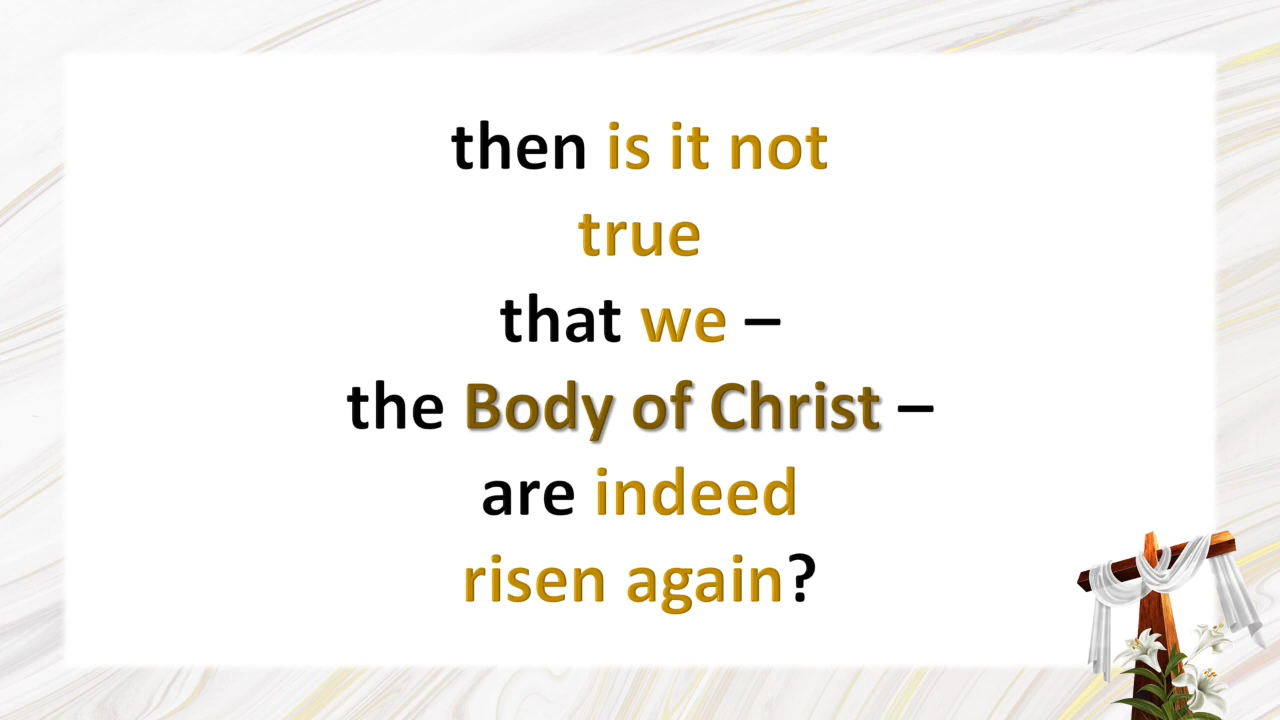 then is it not
true
that we –
the Body of Christ –
are indeed
risen again?